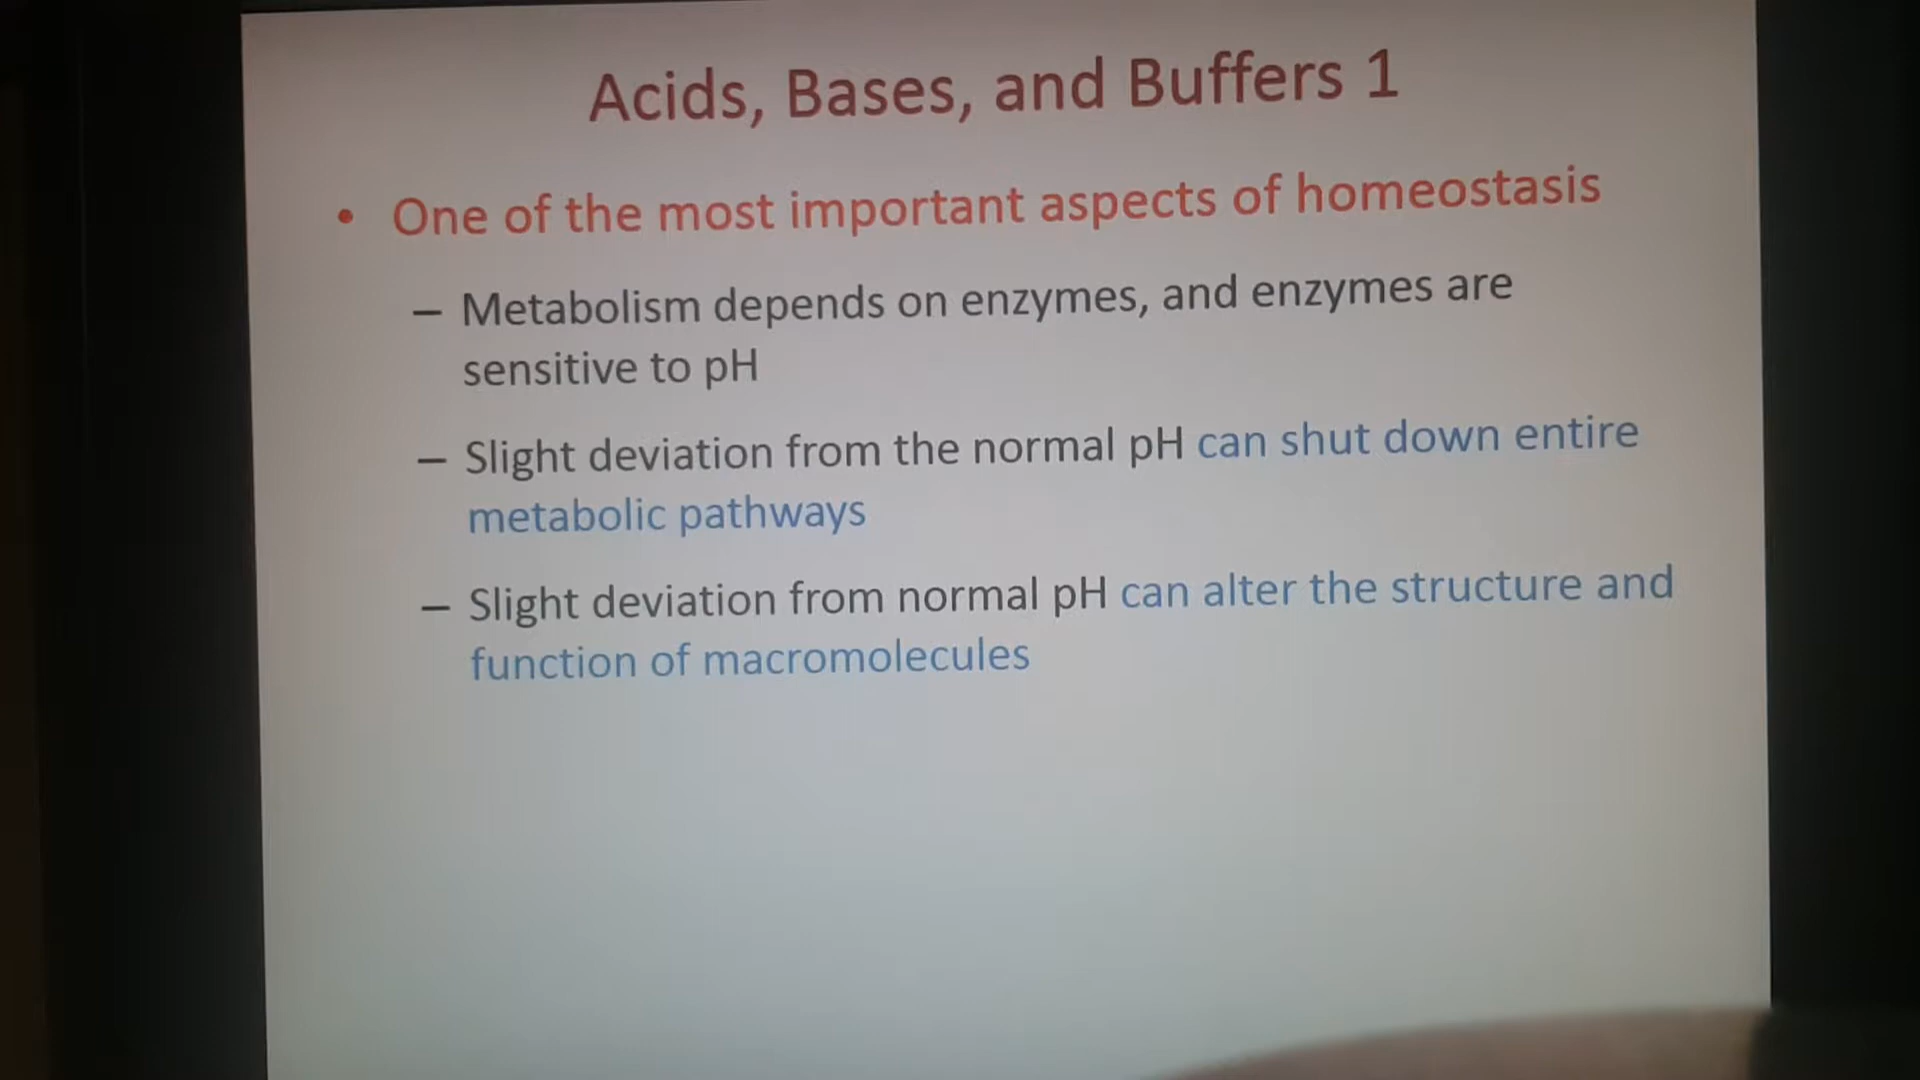 Acids, Bases, and Buffers 1
• One of the most important aspects of homeostasis
– Metabolism depends on enzymes, and enzymes are
sensitive to pH
– Slight deviation from the normal pH can shut down entire
metabolic pathways
– Slight deviation from normal pH can alter the structure and
function of macromolecules